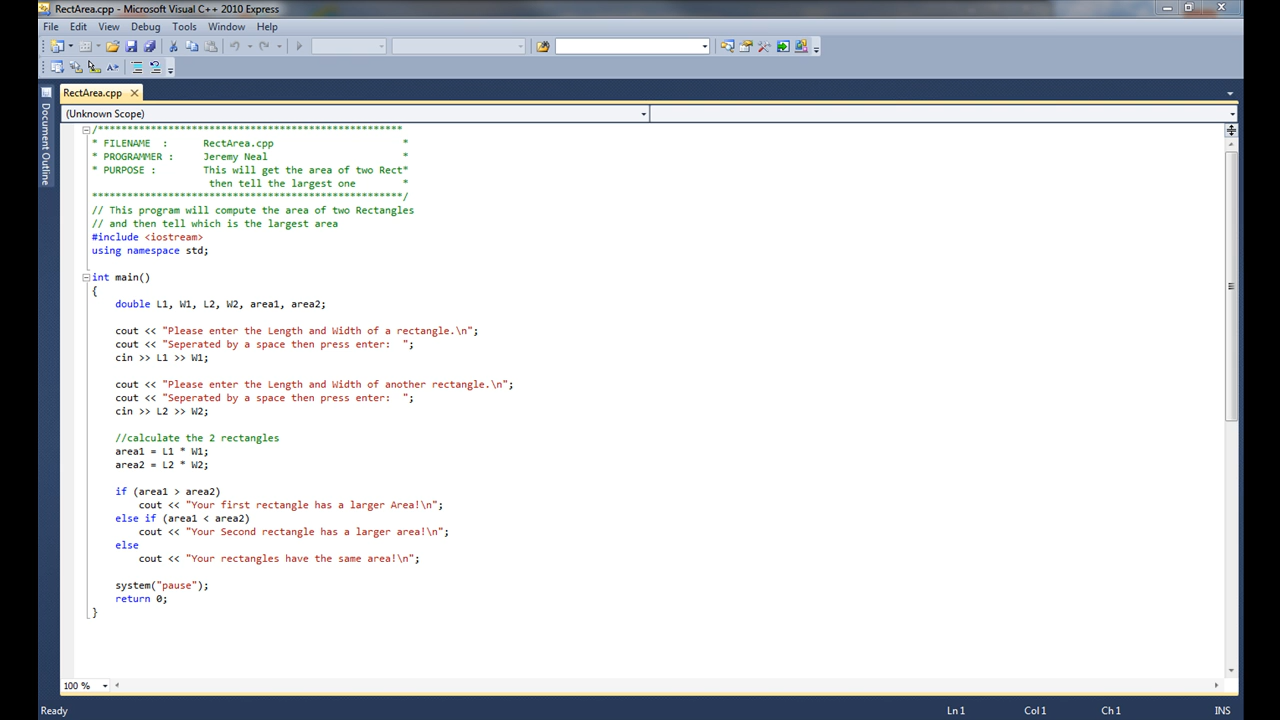 RectArea.cpp - Microsoft Visual C++ 2010 Express
File Edit View Debug Tools Window Help
RectArea.cpp
Document Outline
(Unknown Scope)
/****************************************************
* FILENAME  :      RectArea.cpp                       *
* PROGRAMMER :     Jeremy Neal                        *
* PURPOSE :        This will get the area of two Rect*
                    then tell the largest one         *
*****************************************************/
// This program will compute the area of two Rectangles
// and then tell which is the largest area
#include <iostream>
using namespace std;
int main()
{
    double L1, W1, L2, W2, area1, area2;
    cout << "Please enter the Length and Width of a rectangle.\n";
    cout << "Seperated by a space then press enter:  ";
    cin >> L1 >> W1;
    cout << "Please enter the Length and Width of another rectangle.\n";
    cout << "Seperated by a space then press enter:  ";
    cin >> L2 >> W2;
    //calculate the 2 rectangles
    area1 = L1 * W1;
    area2 = L2 * W2;
    if (area1 > area2)
        cout << "Your first rectangle has a larger Area!\n";
    else if (area1 < area2)
        cout << "Your Second rectangle has a larger area!\n";
    else
        cout << "Your rectangles have the same area!\n";
    system("pause");
    return 0;
}
100 %
Ready Ln 1 Col 1 Ch 1 INS